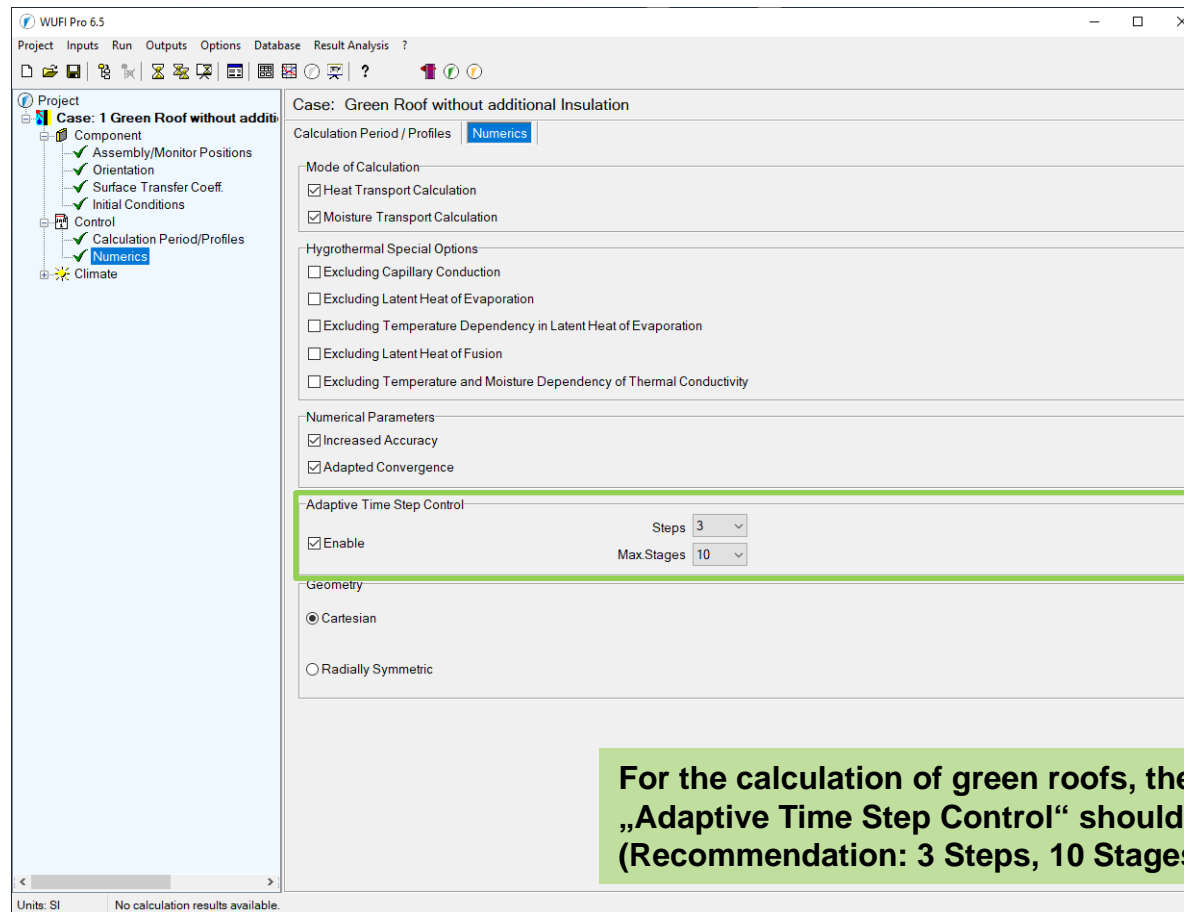 WUFI Pro 6.5
Project Inputs Run Outputs Options Database Result Analysis ?
Project
Case: 1 Green Roof without additi
Component
Assembly/Monitor Positions
Orientation
Surface Transfer Coeff.
Initial Conditions
Control
Calculation Period/Profiles
Numerics
Climate
Case: Green Roof without additional Insulation
Calculation Period / Profiles Numerics
Mode of Calculation
Heat Transport Calculation
Moisture Transport Calculation
Hygrothermal Special Options
Excluding Capillary Conduction
Excluding Latent Heat of Evaporation
Excluding Temperature Dependency in Latent Heat of Evaporation
Excluding Latent Heat of Fusion
Excluding Temperature and Moisture Dependency of Thermal Conductivity
Numerical Parameters
Increased Accuracy
Adapted Convergence
Adaptive Time Step Control
Enable
Steps 3
Max.Stages 10
Geometry
Cartesian
Radially Symmetric
For the calculation of green roofs, the
„Adaptive Time Step Control“ should
(Recommendation: 3 Steps, 10 Stages
Units: SI No calculation results available.